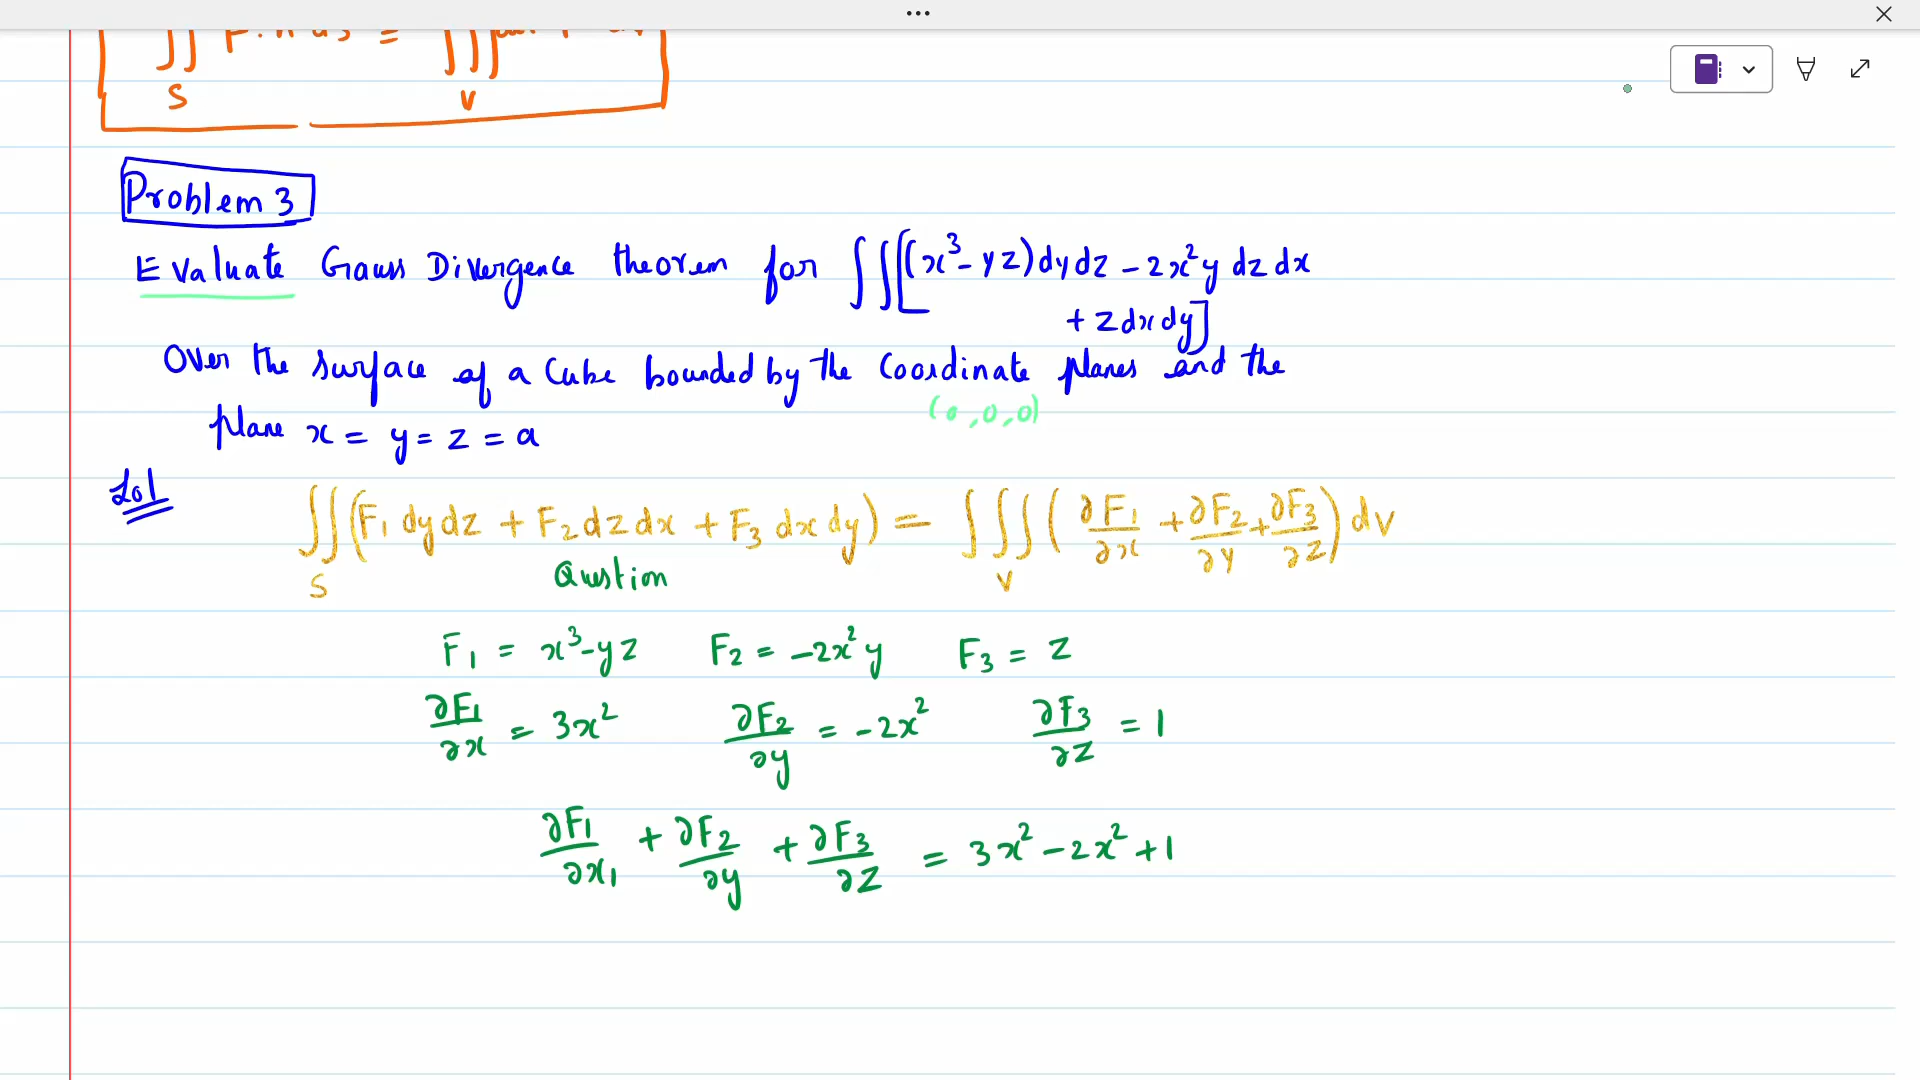 S V
Problem 3
Evaluate Gauss Divergence theorem for ∫∫[(x³-yz)dydz - 2x²y dzdx
+ zdxdy]
Over the surface of a Cube bounded by the Coordinate planes and the
(0,0,0)
plane x = y = z = a
Sol
∫∫(F₁ dydz + F₂ dzdx + F₃ dxdy) = ∫∫∫(∂F₁/∂x + ∂F₂/∂y + ∂F₃/∂z) dv
S Question V
F₁ = x³-yz F₂ = -2x²y F₃ = z
∂F₁/∂x = 3x² ∂F₂/∂y = -2x² ∂F₃/∂z = 1
∂F₁/∂x₁ + ∂F₂/∂y + ∂F₃/∂z = 3x²-2x²+1